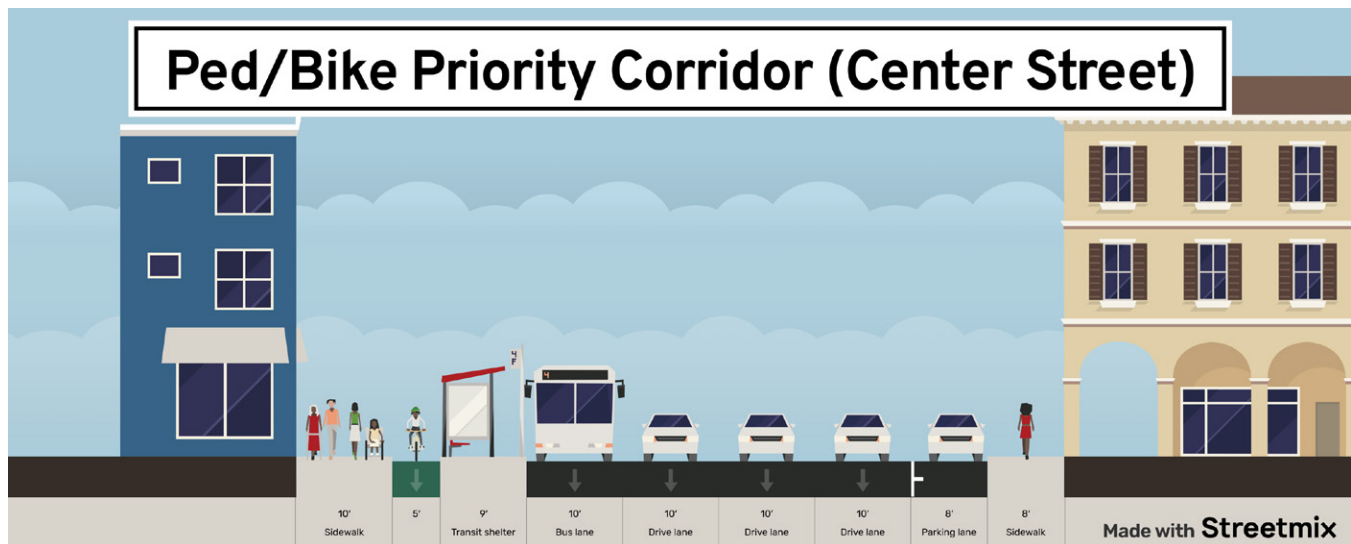 Ped/Bike Priority Corridor (Center Street)
4
10' 5' 9' 10' 10' 10' 10' 8' 8'
Sidewalk Transit shelter Bus lane Drive lane Drive lane Drive lane Parking lane Sidewalk
Made with Streetmix